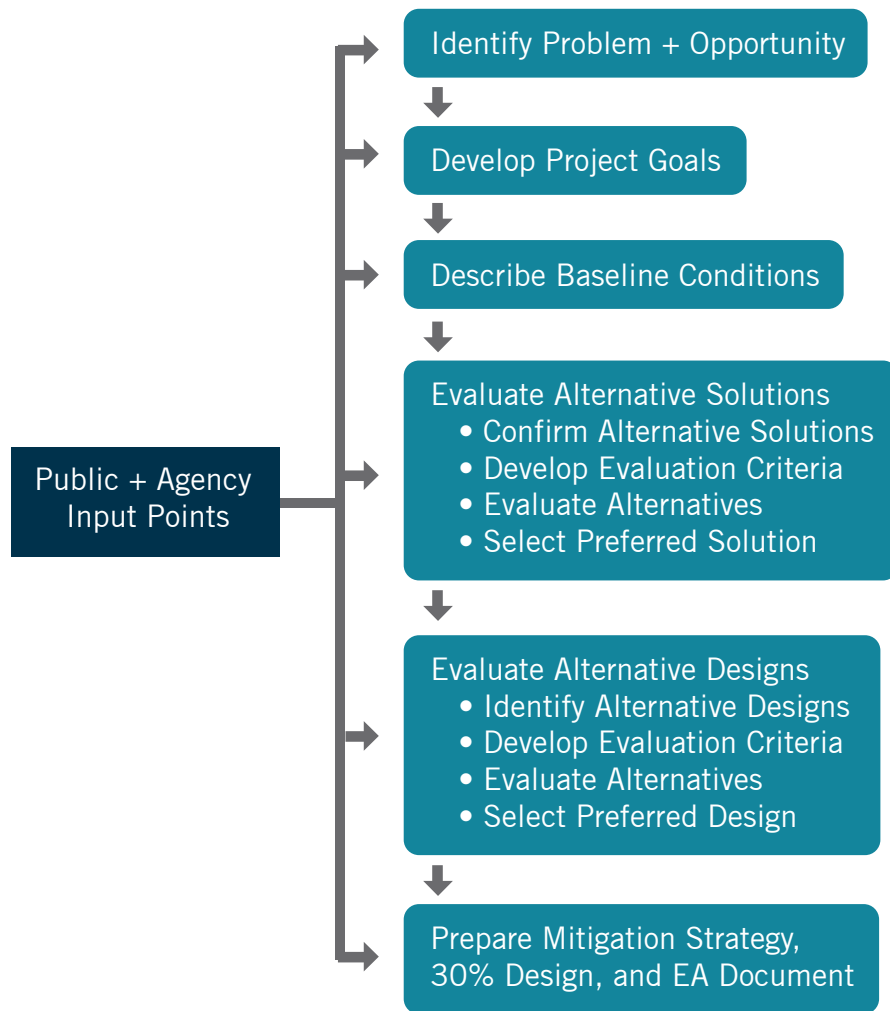 Identify Problem + Opportunity
Develop Project Goals
Describe Baseline Conditions
Public + Agency
Input Points
Evaluate Alternative Solutions
• Confirm Alternative Solutions
• Develop Evaluation Criteria
• Evaluate Alternatives
• Select Preferred Solution
Evaluate Alternative Designs
• Identify Alternative Designs
• Develop Evaluation Criteria
• Evaluate Alternatives
• Select Preferred Design
Prepare Mitigation Strategy,
30% Design, and EA Document